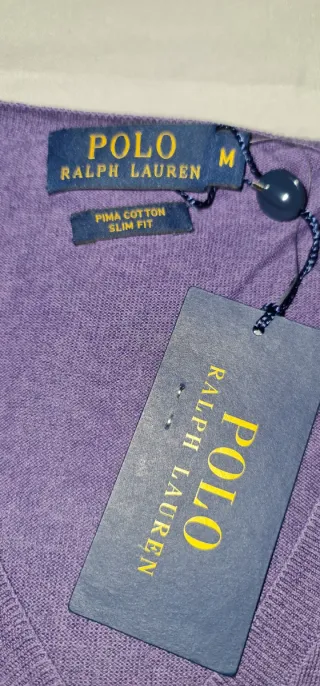 POLO
RALPH LAUREN
M
PIMA COTTON
SLIM FIT
POLO
RALPH LAUREN